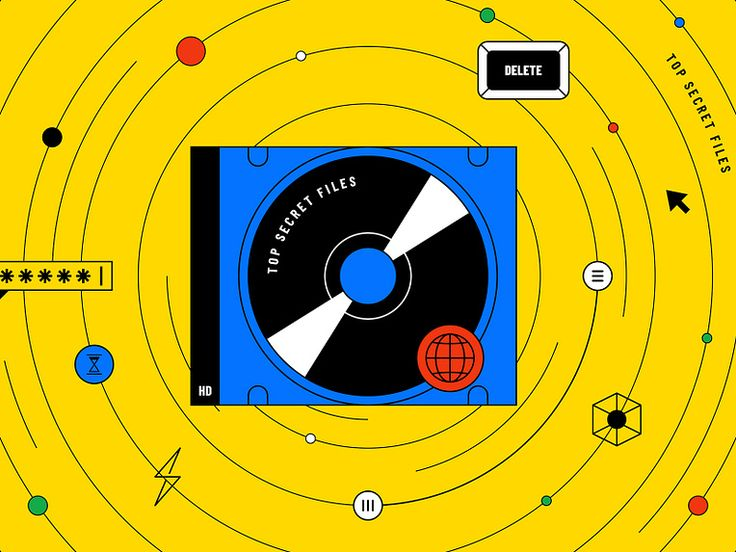 DELETE
TOP SECRET FILES
TOP SECRET FILES
*****|
HD